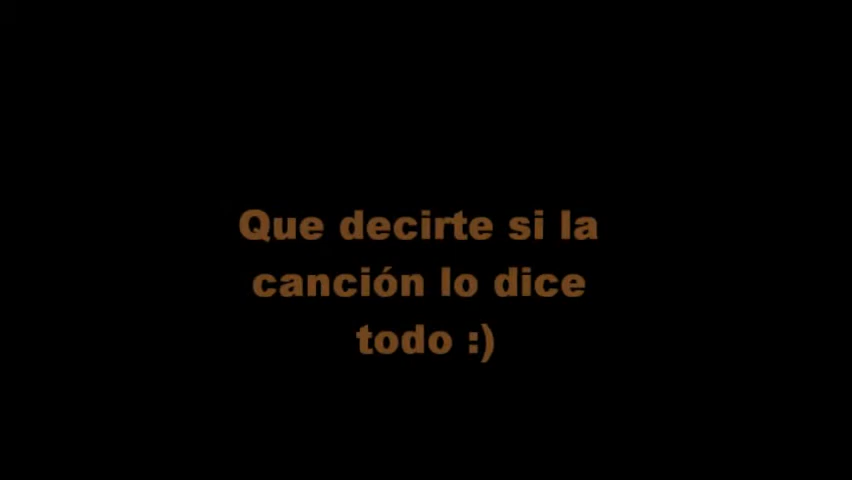 Que decirte si la
canción lo dice
todo :)